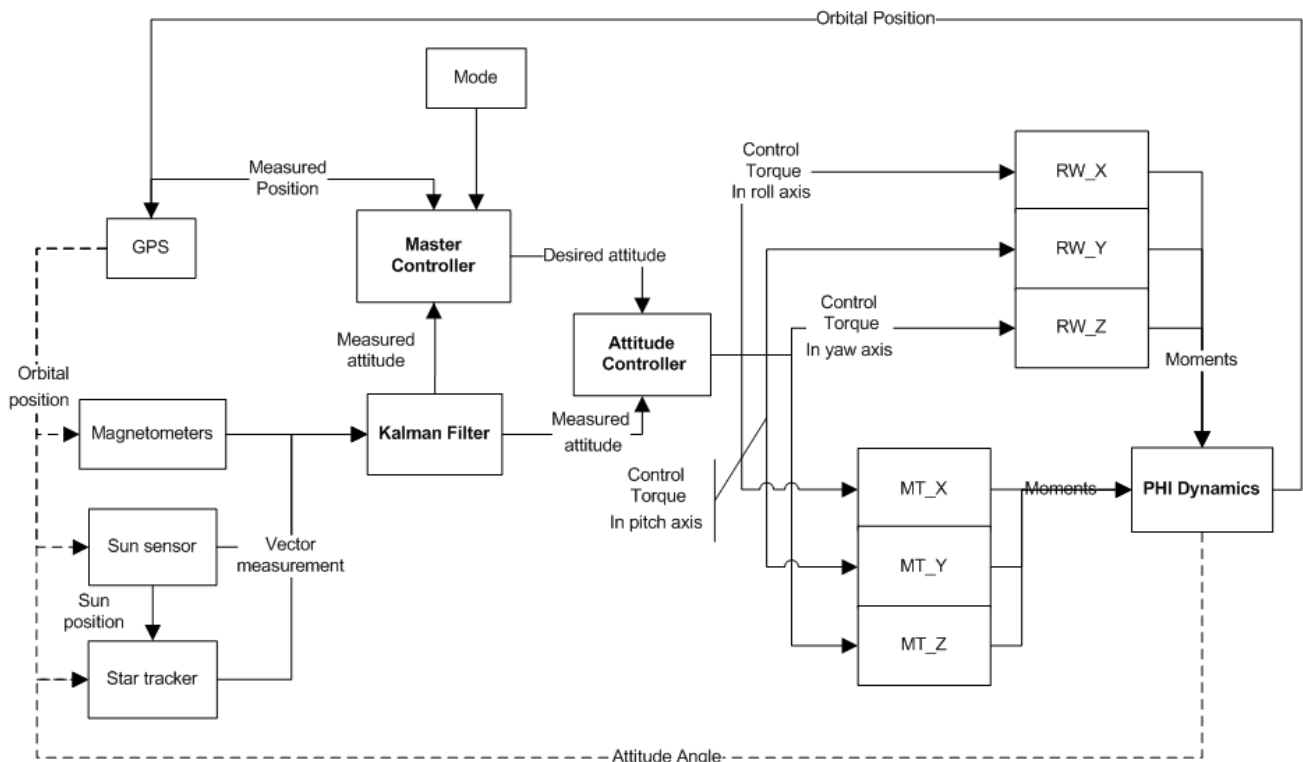 Orbital Position
Mode
Measured
Position
Control
Torque
In roll axis
RW_X
GPS
Master
Controller
Desired attitude
RW_Y
Control
Torque
In yaw axis
RW_Z
Measured
attitude
Attitude
Controller
Moments
Orbital
position
Magnetometers
Kalman Filter
Measured
attitude
Control
Torque
In pitch axis
MT_X
Moments
PHI Dynamics
Sun sensor
Vector
measurement
MT_Y
Sun
position
Star tracker
MT_Z
Attitude Angle